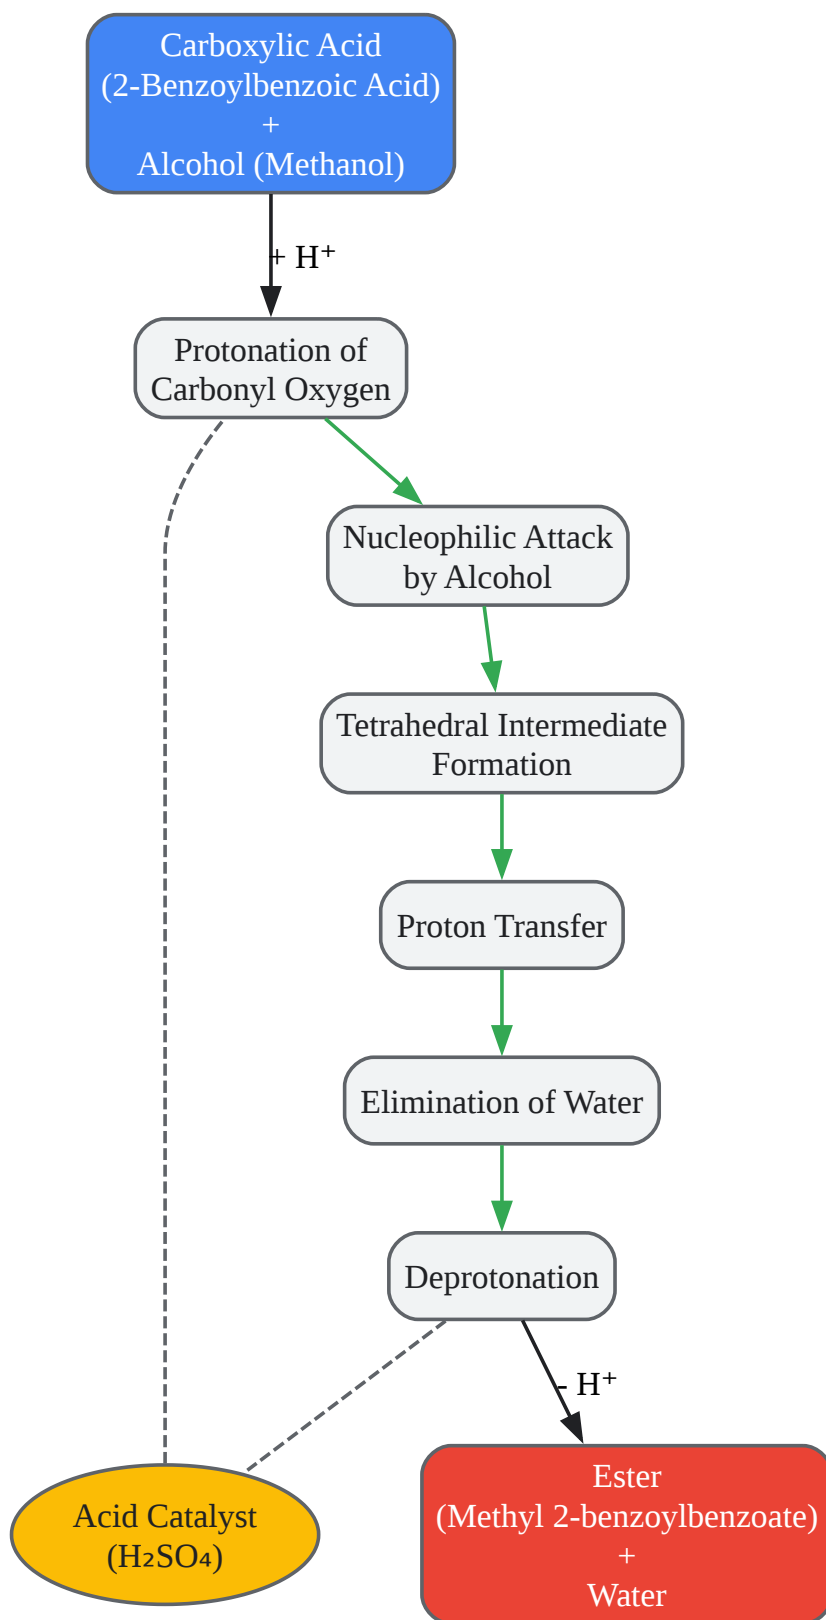 Carboxylic Acid
(2-Benzoylbenzoic Acid)
+
Alcohol (Methanol)
+ H⁺
Protonation of
Carbonyl Oxygen
Nucleophilic Attack
by Alcohol
Tetrahedral Intermediate
Formation
Proton Transfer
Elimination of Water
Deprotonation
- H⁺
Acid Catalyst
(H₂SO₄)
Ester
(Methyl 2-benzoylbenzoate)
+
Water